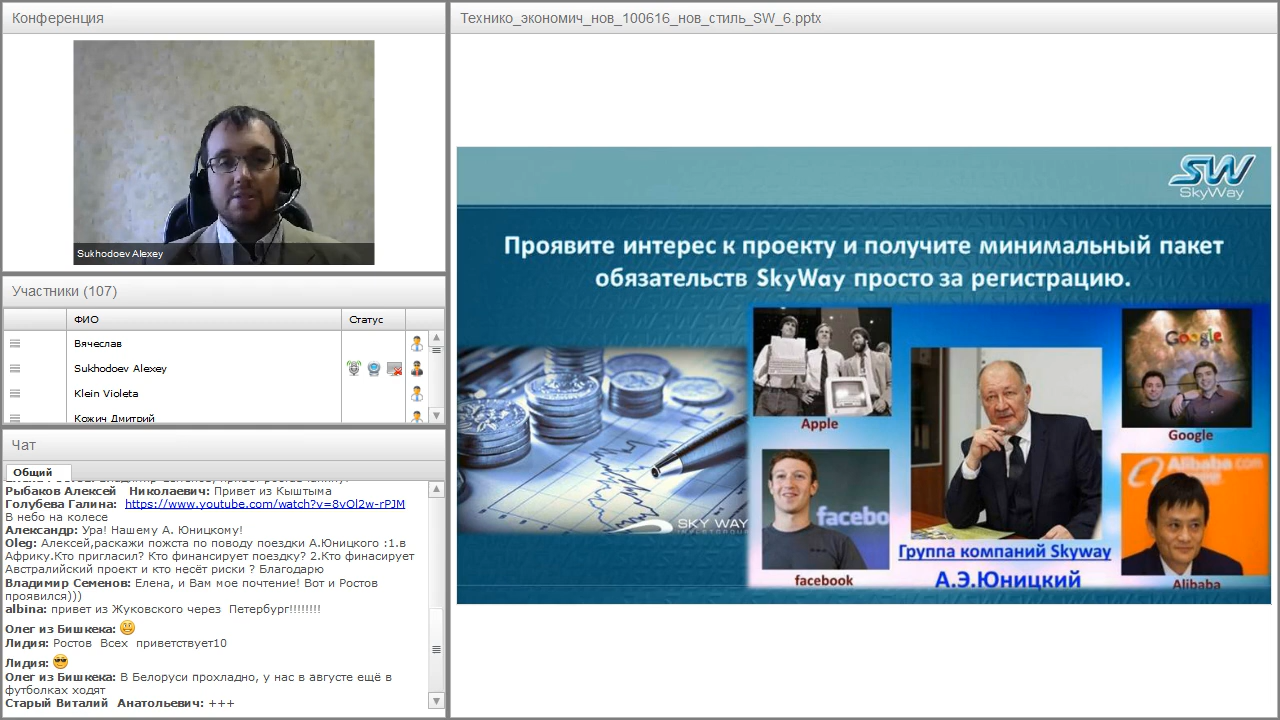 Конференция
Sukhodoev Alexey
Участники (107)
ФИО
Статус
Вячеслав
Sukhodoev Alexey
Klein Violeta
Кожин Дмитрий
Чат
Общий
Рыбаков Алексей Николаевич: Привет из Кыштыма
Голубева Галина: https://www.youtube.com/watch?v=8vOl2w-rPJM
В небо на колесе
Александр: Ура! Нашему А. Юницкому!
Oleg: Алексей,раскажи пожста по поводу поездки А.Юницкого :1.в
Африку.Кто пригласил? Кто финансирует поездку? 2.Кто финасирует
Австралийский проект и кто несёт риски ? Благодарю
Владимир Семенов: Елена, и Вам мое почтение! Вот и Ростов
проявился)))
albina: привет из Жуковского через Петербург!!!!!!!!
Олег из Бишкека:
Лидия: Ростов Всех приветствует10
Лидия:
Олег из Бишкека: В Белоруси прохладно, у нас в августе ещё в
футболках ходят
Старый Виталий Анатольевич: +++
Технико_экономич_нов_100616_нов_стиль_SW_6.pptx
SW
SkyWay
Проявите интерес к проекту и получите минимальный пакет
обязательств SkyWay просто за регистрацию.
SKY WAY
Apple
Google
Google
facebo
facebook
Группа компаний Skyway
А.Э.Юницкий
Alibaba.com
Alibaba